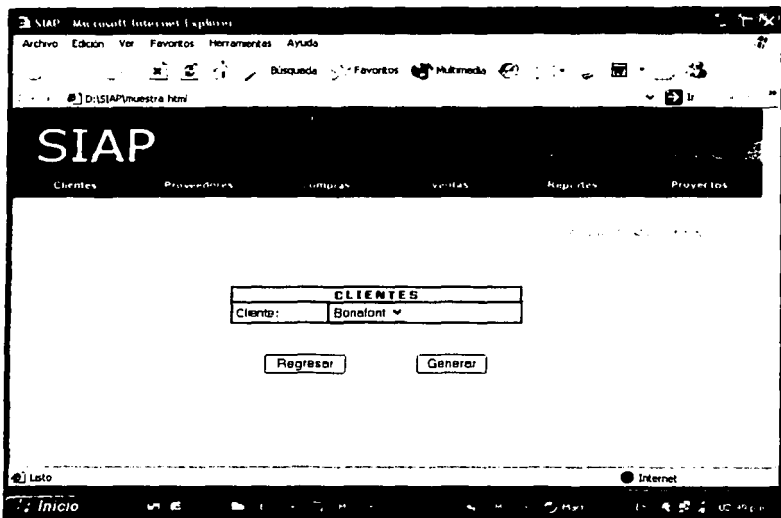 SIAP - Microsoft Internet Explorer
Archivo Edición Ver Favoritos Herramientas Ayuda
Búsqueda Favoritos Multimedia
D:\SIAP\muestra.html Ir
SIAP
Clientes Proveedores Compras Ventas Reportes Proyectos
CLIENTES
Cliente: Bonafont
Regresar Generar
Listo Internet
Inicio